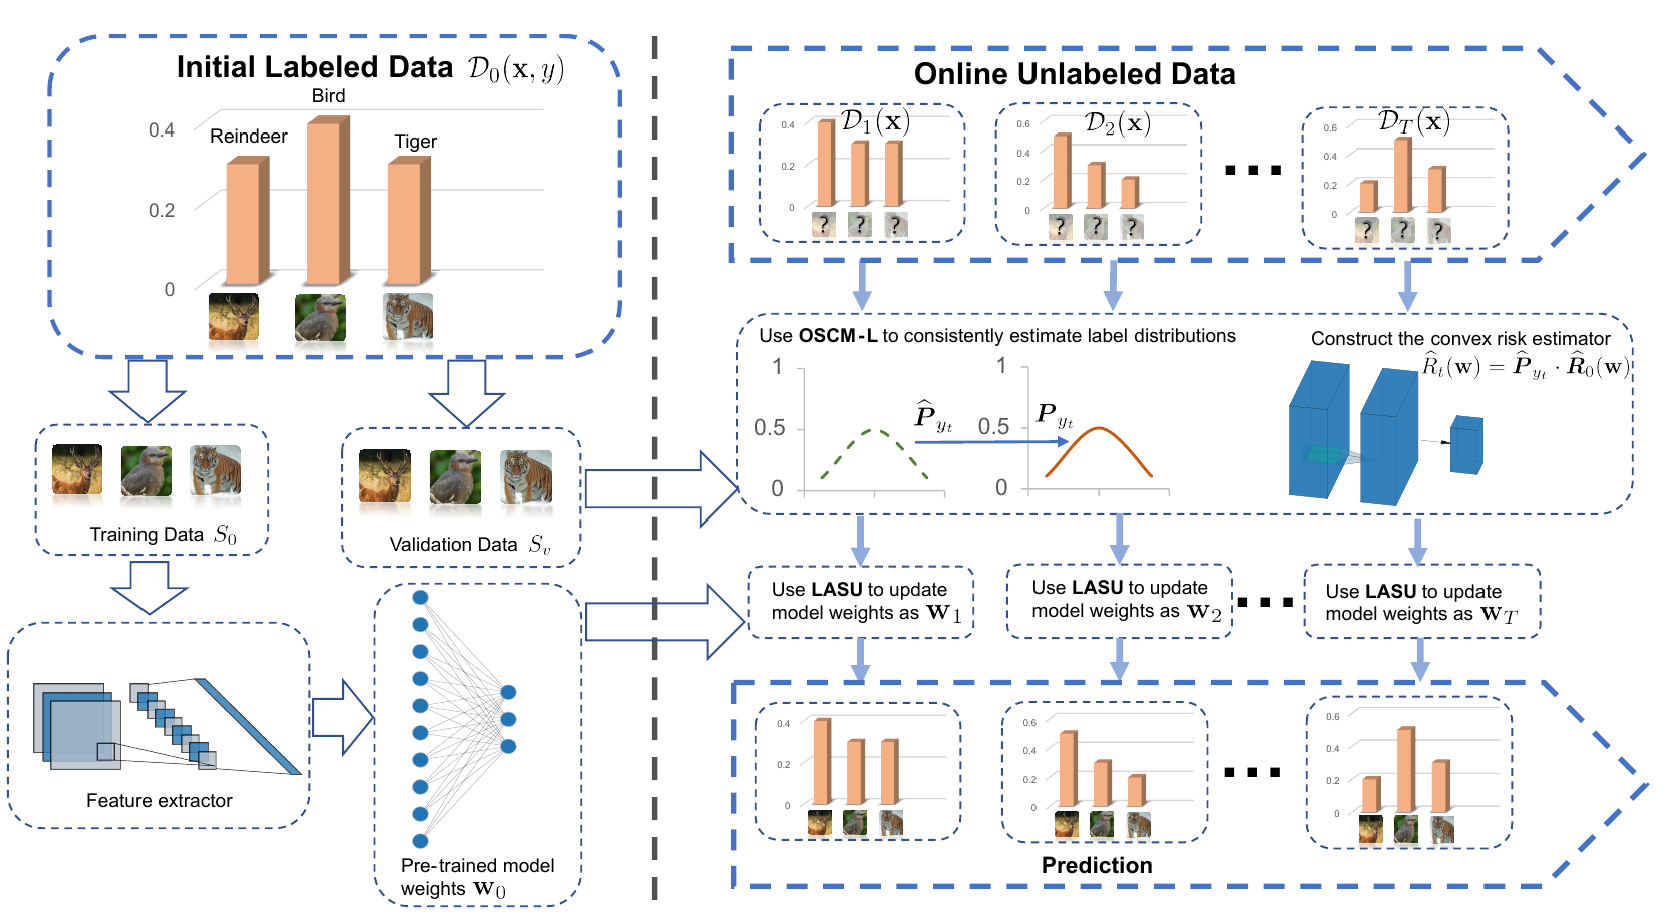 Initial Labeled Data $\mathcal{D}_0(\mathbf{x}, y)$
Bird
Reindeer
Tiger
0.4
0.2
0
Training Data $S_0$
Validation Data $S_v$
Feature extractor
Pre-trained model
weights $\mathbf{w}_0$
Online Unlabeled Data
$\mathcal{D}_1(\mathbf{x})$
0.4
0.2
0
? ? ?
$\mathcal{D}_2(\mathbf{x})$
0.6
0.4
0.2
0
? ? ?
...
$\mathcal{D}_T(\mathbf{x})$
0.6
0.4
0.2
0
? ? ?
Use OSCM-L to consistently estimate label distributions
1
0.5
0
$\widehat{\boldsymbol{P}}_{y_t}$
1
0.5
0
$\boldsymbol{P}_{y_t}$
Construct the convex risk estimator
$\widehat{R}_t(\mathbf{w}) = \widehat{\boldsymbol{P}}_{y_t} \cdot \widehat{\boldsymbol{R}}_0(\mathbf{w})$
Use LASU to update
model weights as $\mathbf{w}_1$
Use LASU to update
model weights as $\mathbf{w}_2$
...
Use LASU to update
model weights as $\mathbf{w}_T$
0.4
0.2
0
0.6
0.4
0.2
0
...
0.6
0.4
0.2
0
Prediction